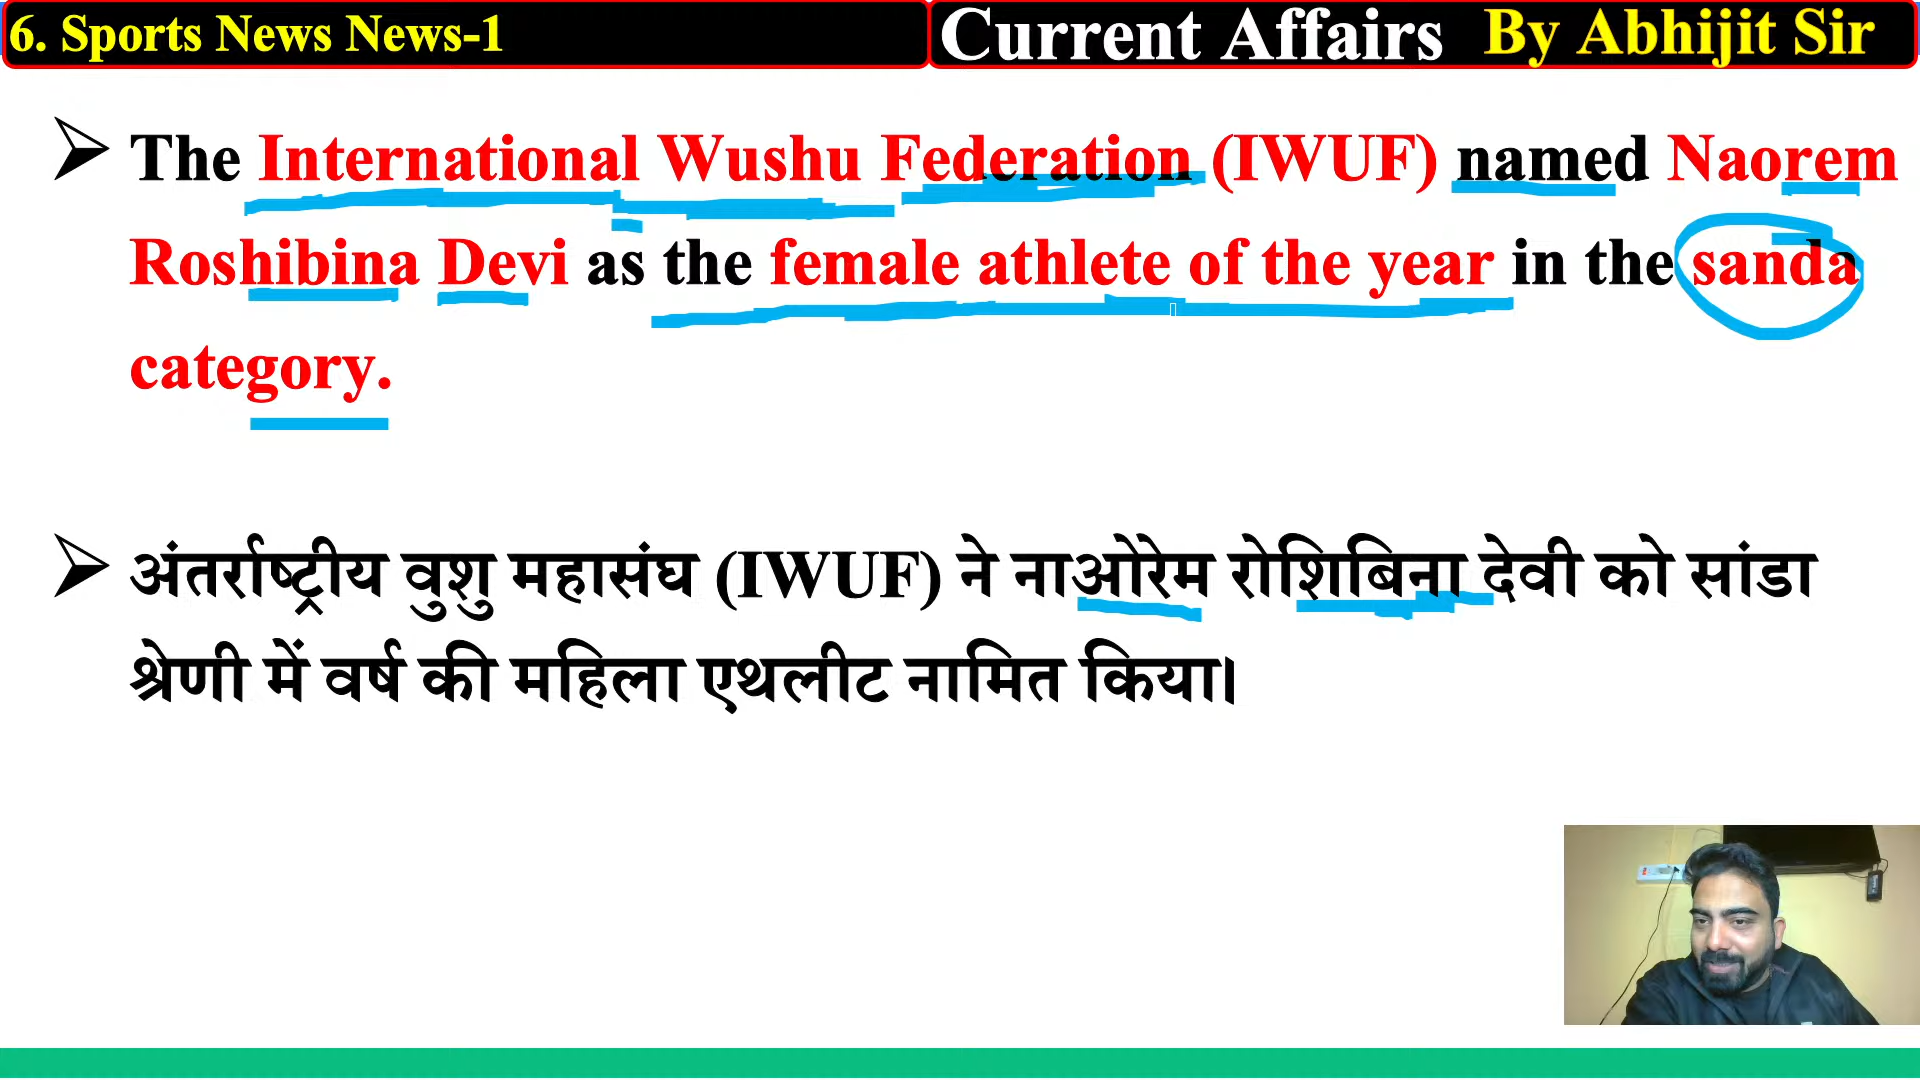 6. Sports News News-1
Current Affairs By Abhijit Sir
The International Wushu Federation (IWUF) named Naorem
Roshibina Devi as the female athlete of the year in the sanda
category.
अंतर्राष्ट्रीय वुशु महासंघ (IWUF) ने नाओरेम रोशिबिना देवी को सांडा
श्रेणी में वर्ष की महिला एथलीट नामित किया।